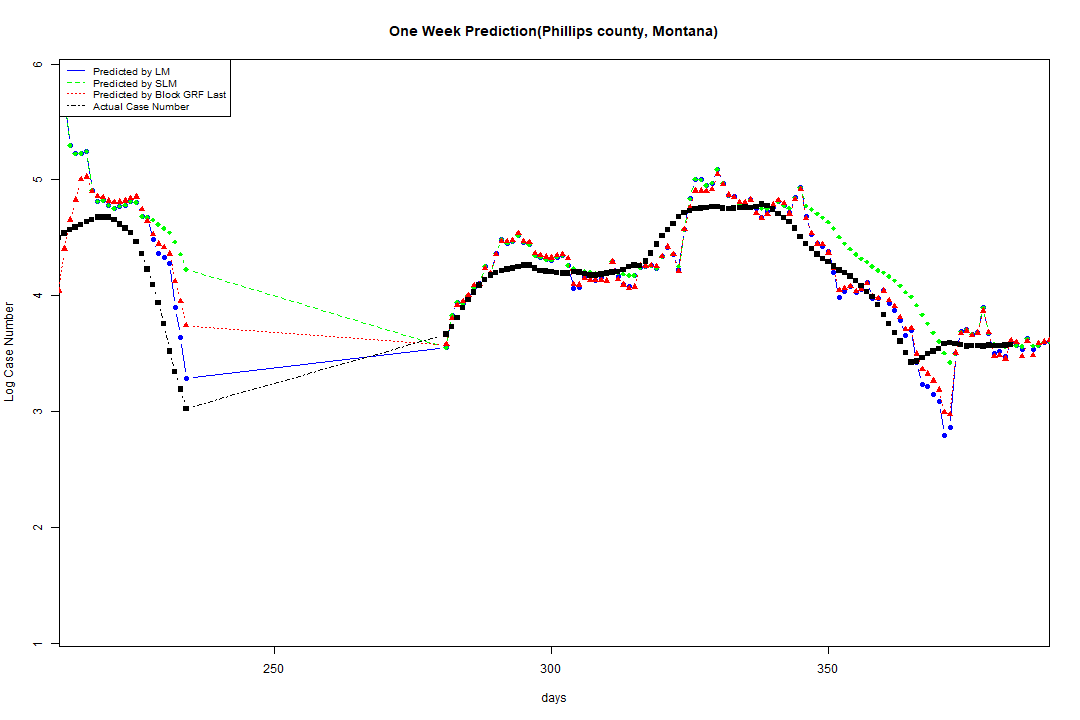 One Week Prediction(Phillips county, Montana)
Predicted by LM
Predicted by SLM
Predicted by Block GRF Last
Actual Case Number
6
5
4
3
2
1
Log Case Number
250 300 350
days